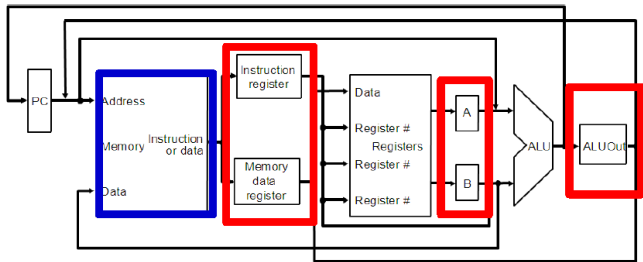 PC
Address
Memory
Instruction
or data
Data
Instruction
register
Memory
data
register
Data
Register #
Registers
Register #
Register #
A
B
ALU
ALUOut